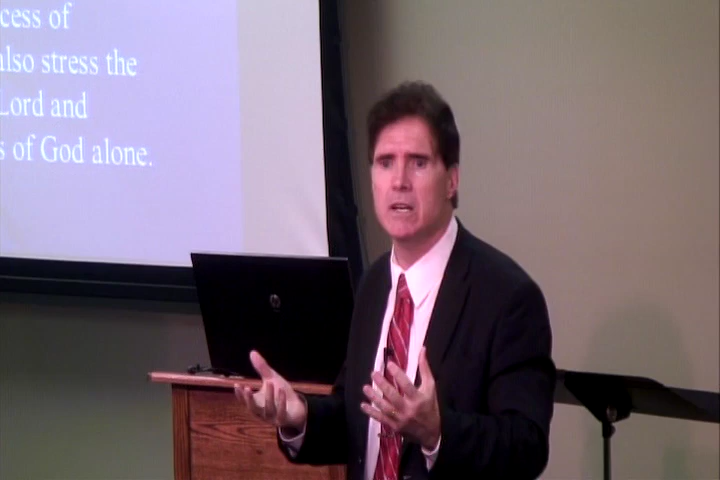 cess of
also stress the
Lord and
s of God alone.